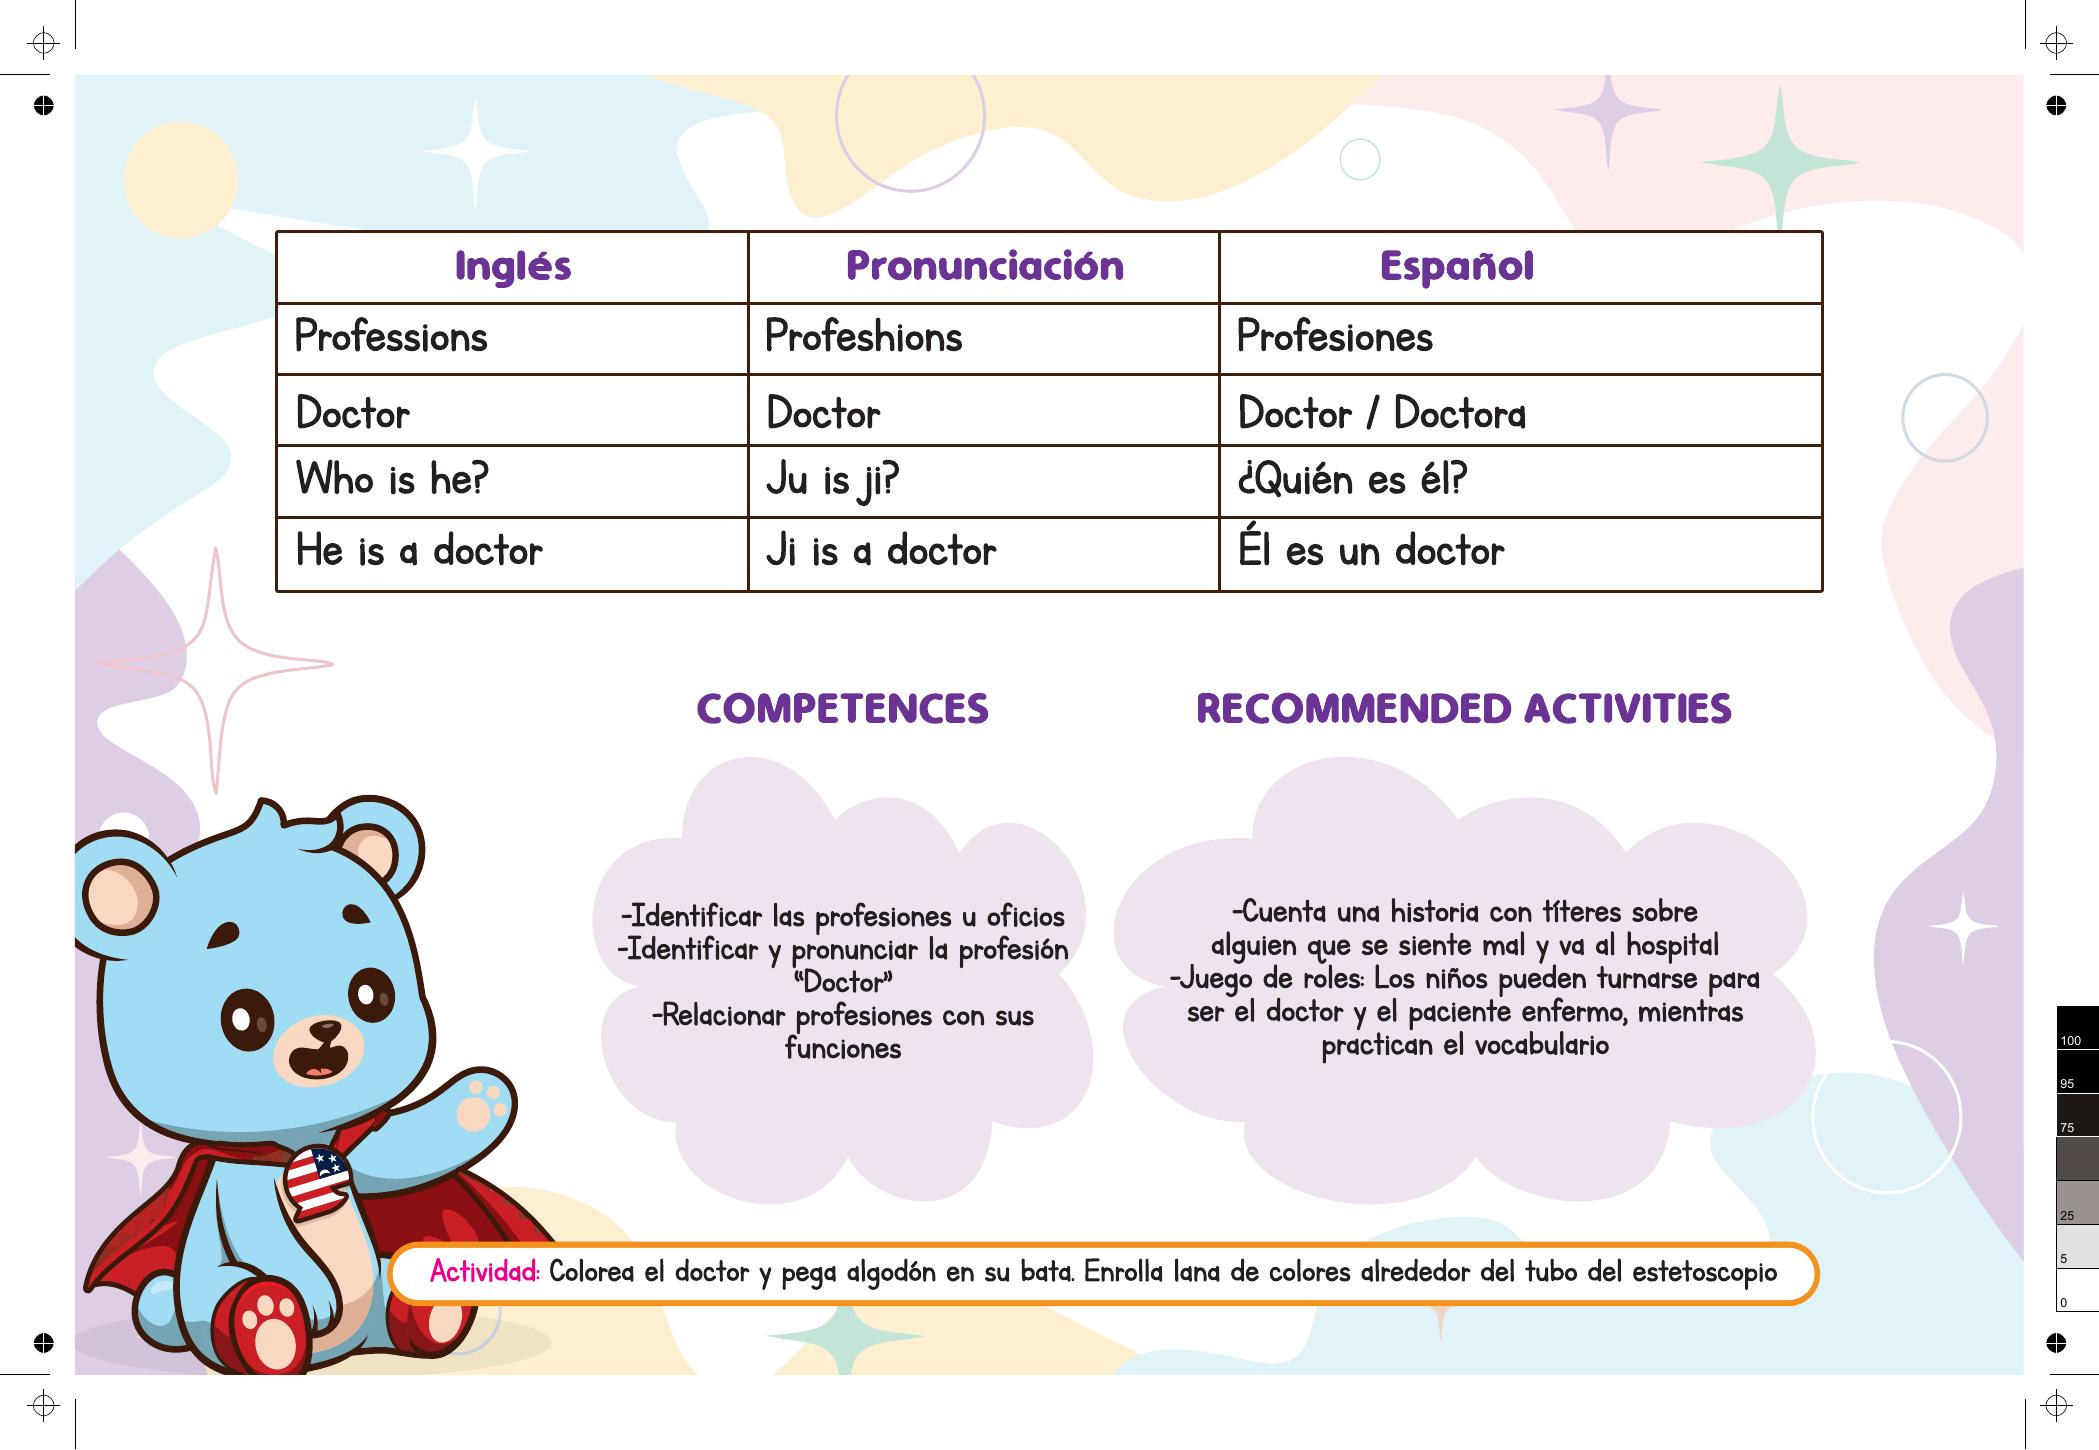 Inglés Pronunciación Español
Professions Profeshions Profesiones
Doctor Doctor Doctor / Doctora
Who is he? Ju is ji? ¿Quién es él?
He is a doctor Ji is a doctor Él es un doctor
COMPETENCES
-Identificar las profesiones u oficios
-Identificar y pronunciar la profesión
“Doctor”
-Relacionar profesiones con sus
funciones
RECOMMENDED ACTIVITIES
-Cuenta una historia con títeres sobre
alguien que se siente mal y va al hospital
-Juego de roles: Los niños pueden turnarse para
ser el doctor y el paciente enfermo, mientras
practican el vocabulario
Actividad: Colorea el doctor y pega algodón en su bata. Enrolla lana de colores alrededor del tubo del estetoscopio
100
95
75
25
5
0